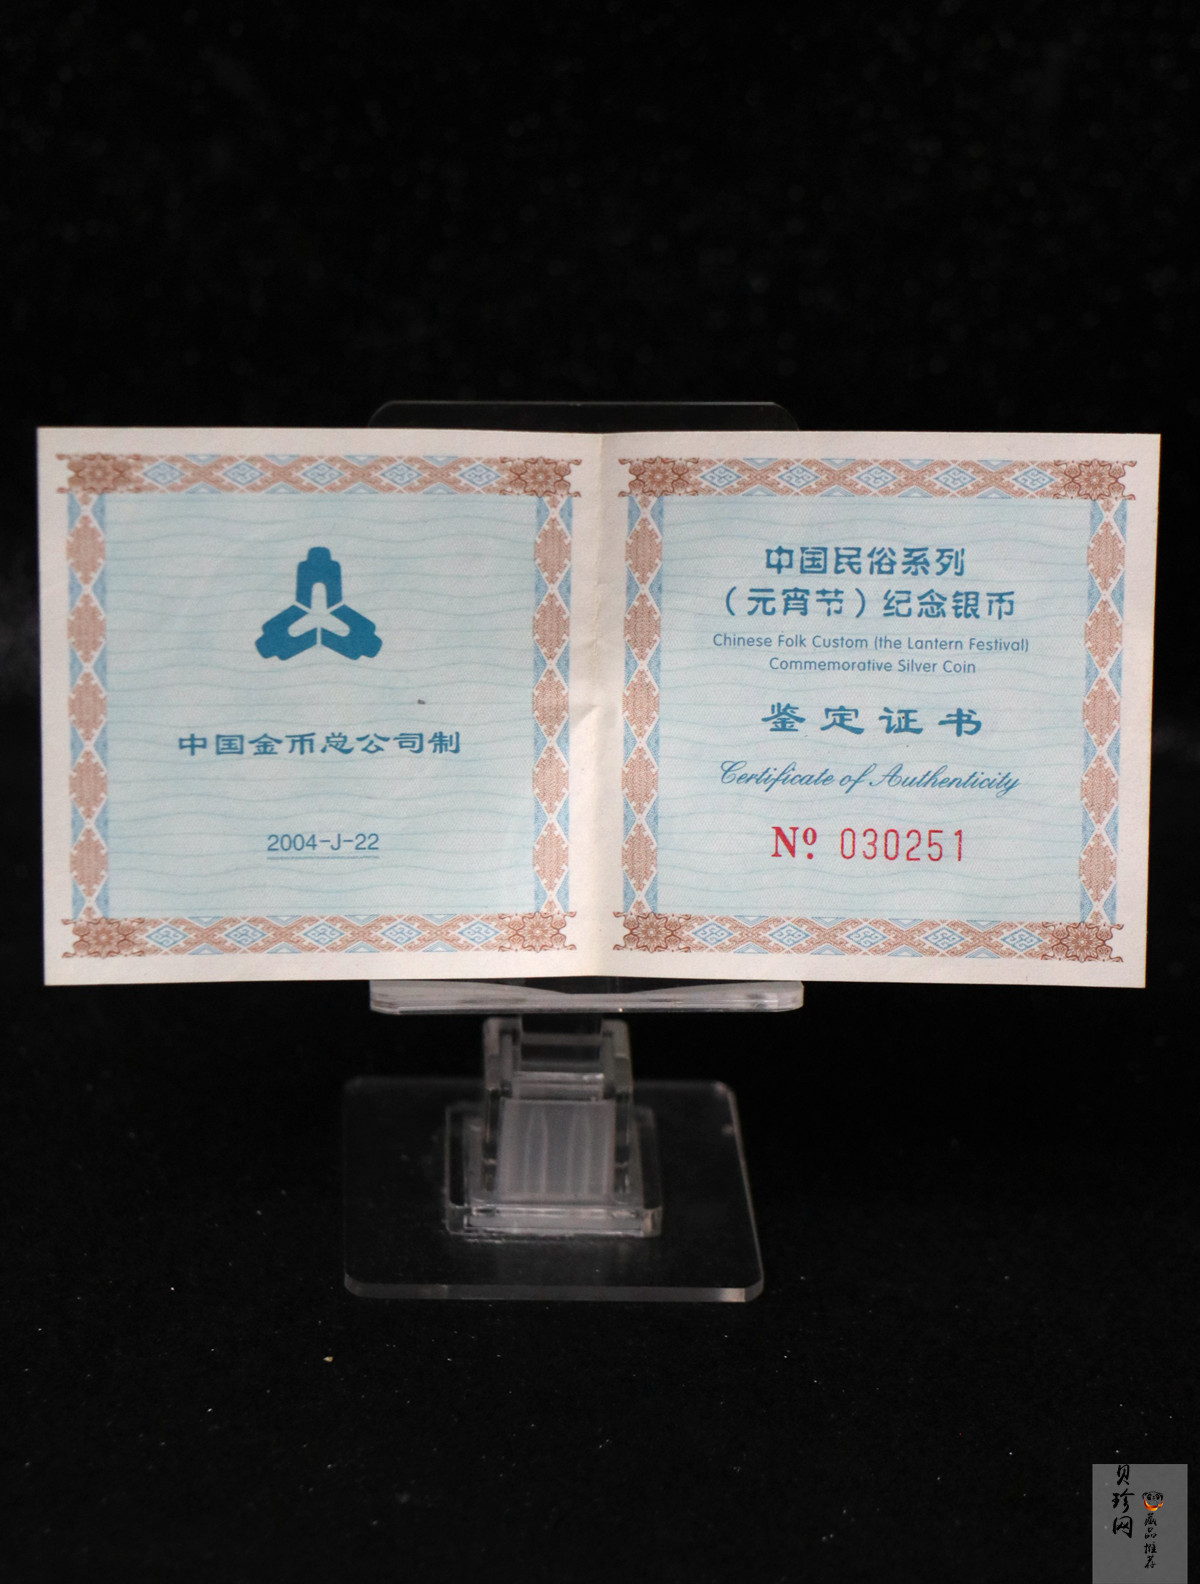 中国金币总公司制
2004-J-22
中国民俗系列
（元宵节）纪念银币
Chinese Folk Custom (the Lantern Festival)
Commemorative Silver Coin
鉴定证书
Certificate of Authenticity
Nº. 030251
贝珍网
藏品推荐